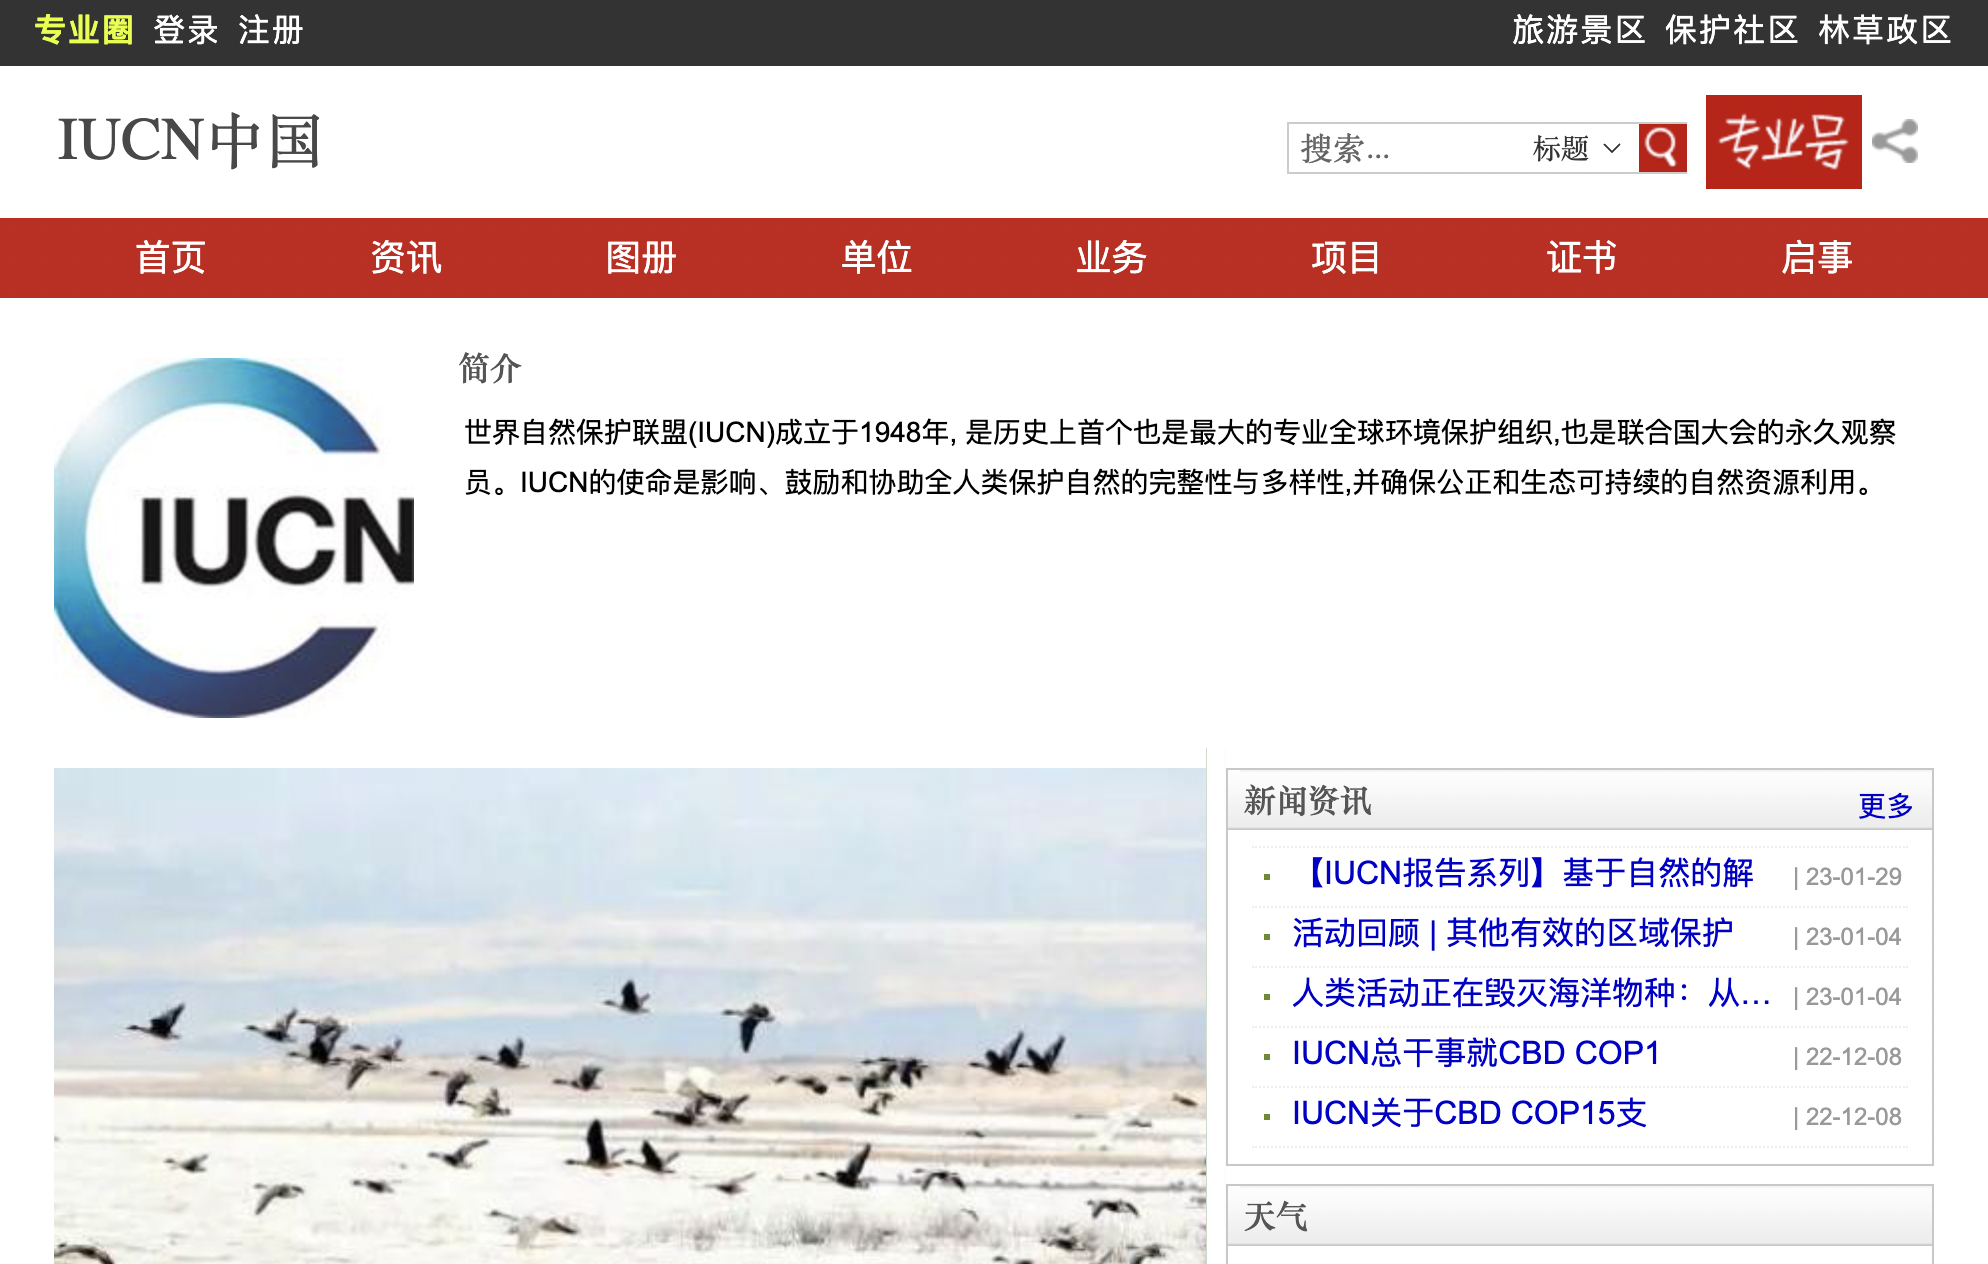 专业圈 登录 注册 旅游景区 保护社区 林草政区
IUCN中国
搜索... 标题
专业号
首页 资讯 图册 单位 业务 项目 证书 启事
IUCN
简介
世界自然保护联盟(IUCN)成立于1948年, 是历史上首个也是最大的专业全球环境保护组织,也是联合国大会的永久观察
员。IUCN的使命是影响、鼓励和协助全人类保护自然的完整性与多样性,并确保公正和生态可持续的自然资源利用。
新闻资讯 更多
【IUCN报告系列】基于自然的解 | 23-01-29
活动回顾 | 其他有效的区域保护 | 23-01-04
人类活动正在毁灭海洋物种：从... | 23-01-04
IUCN总干事就CBD COP1 | 22-12-08
IUCN关于CBD COP15支 | 22-12-08
天气